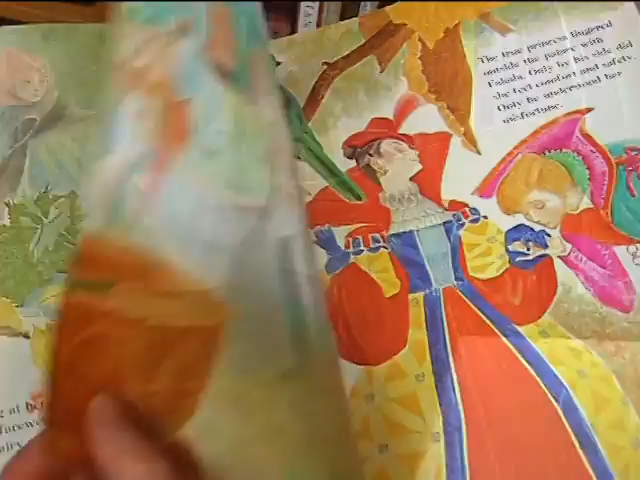 The true princess lingered
outside the palace with
Falada. Only by his side did
she feel comfort and safety.
Only he understood her
misfortune.
e at